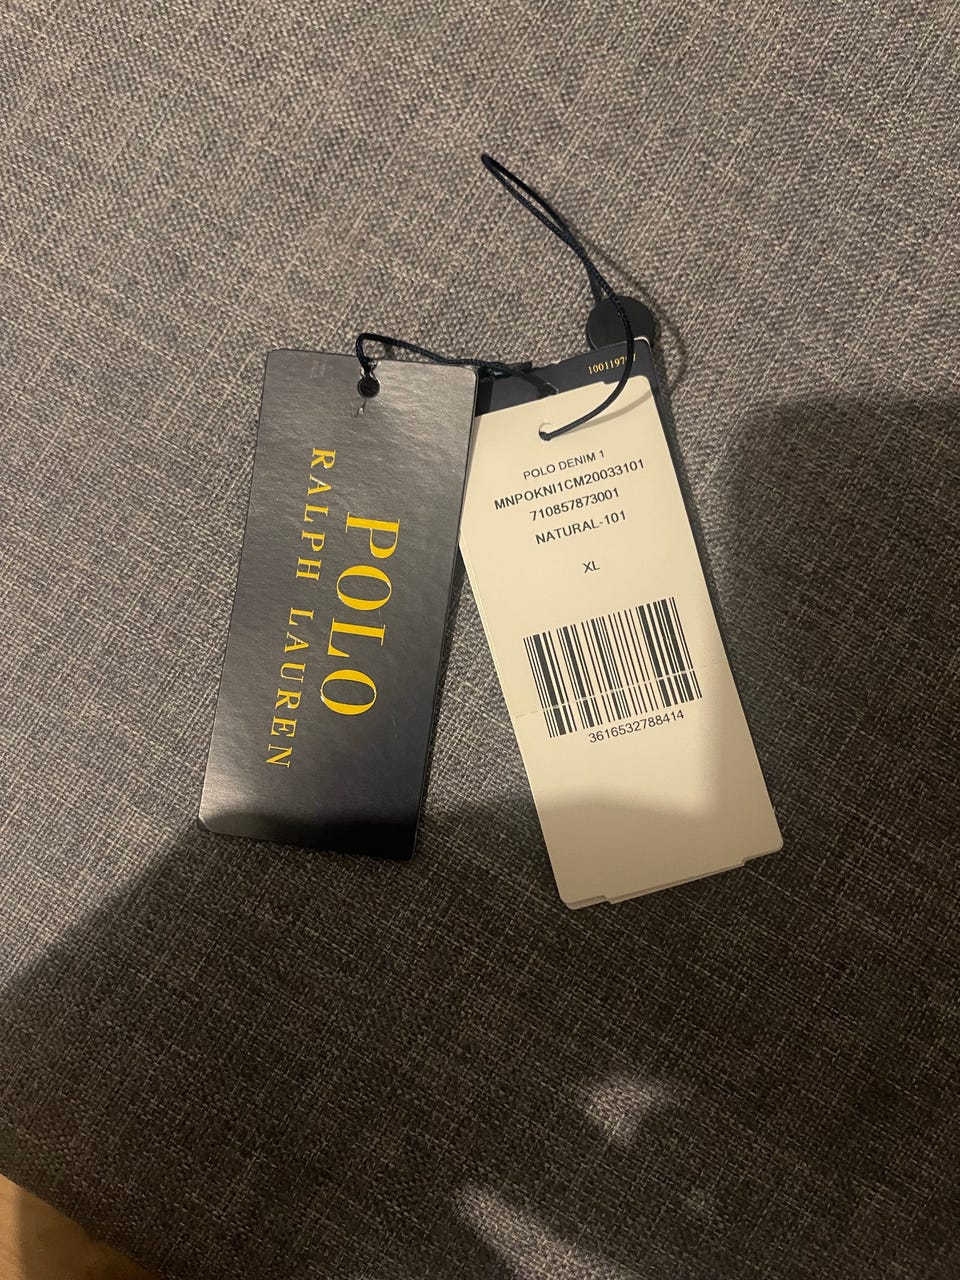 POLO
RALPH LAUREN
POLO DENIM 1
MNPOKNI1CM20033101
710857873001
NATURAL-101
XL
3616532788414